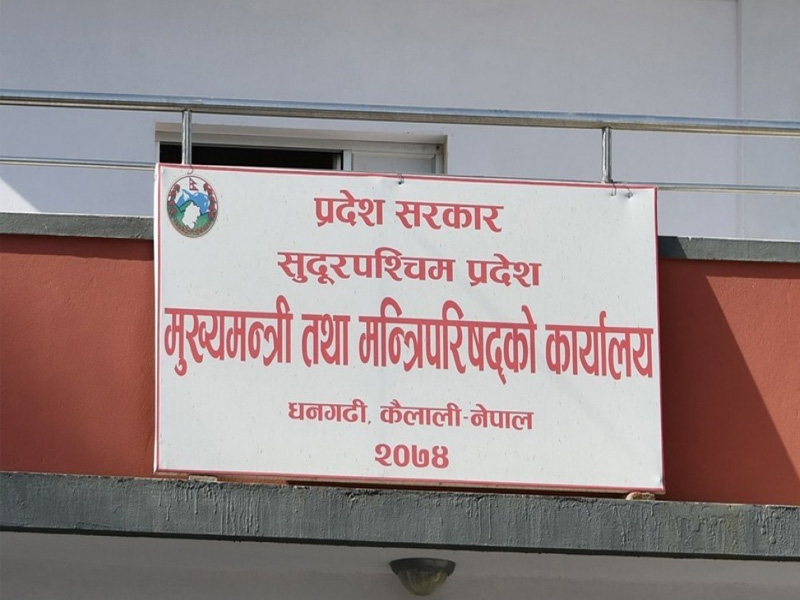 प्रदेश सरकार
सुदूरपश्चिम प्रदेश
मुख्यमन्त्री तथा मन्त्रिपरिषद्को कार्यालय
धनगढी, कैलाली-नेपाल
२०७४